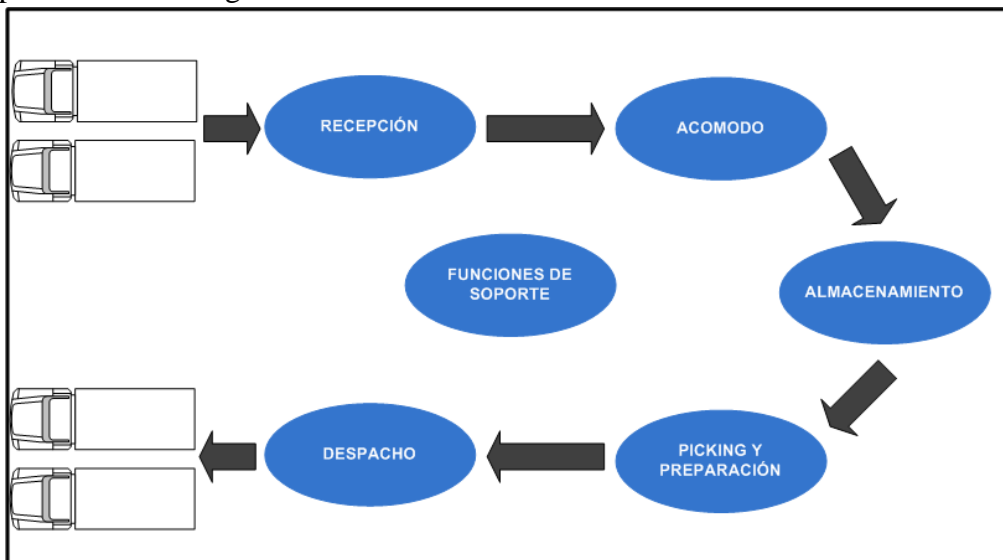 RECEPCIÓN
ACOMODO
FUNCIONES DE
SOPORTE
ALMACENAMIENTO
DESPACHO
PICKING Y
PREPARACIÓN